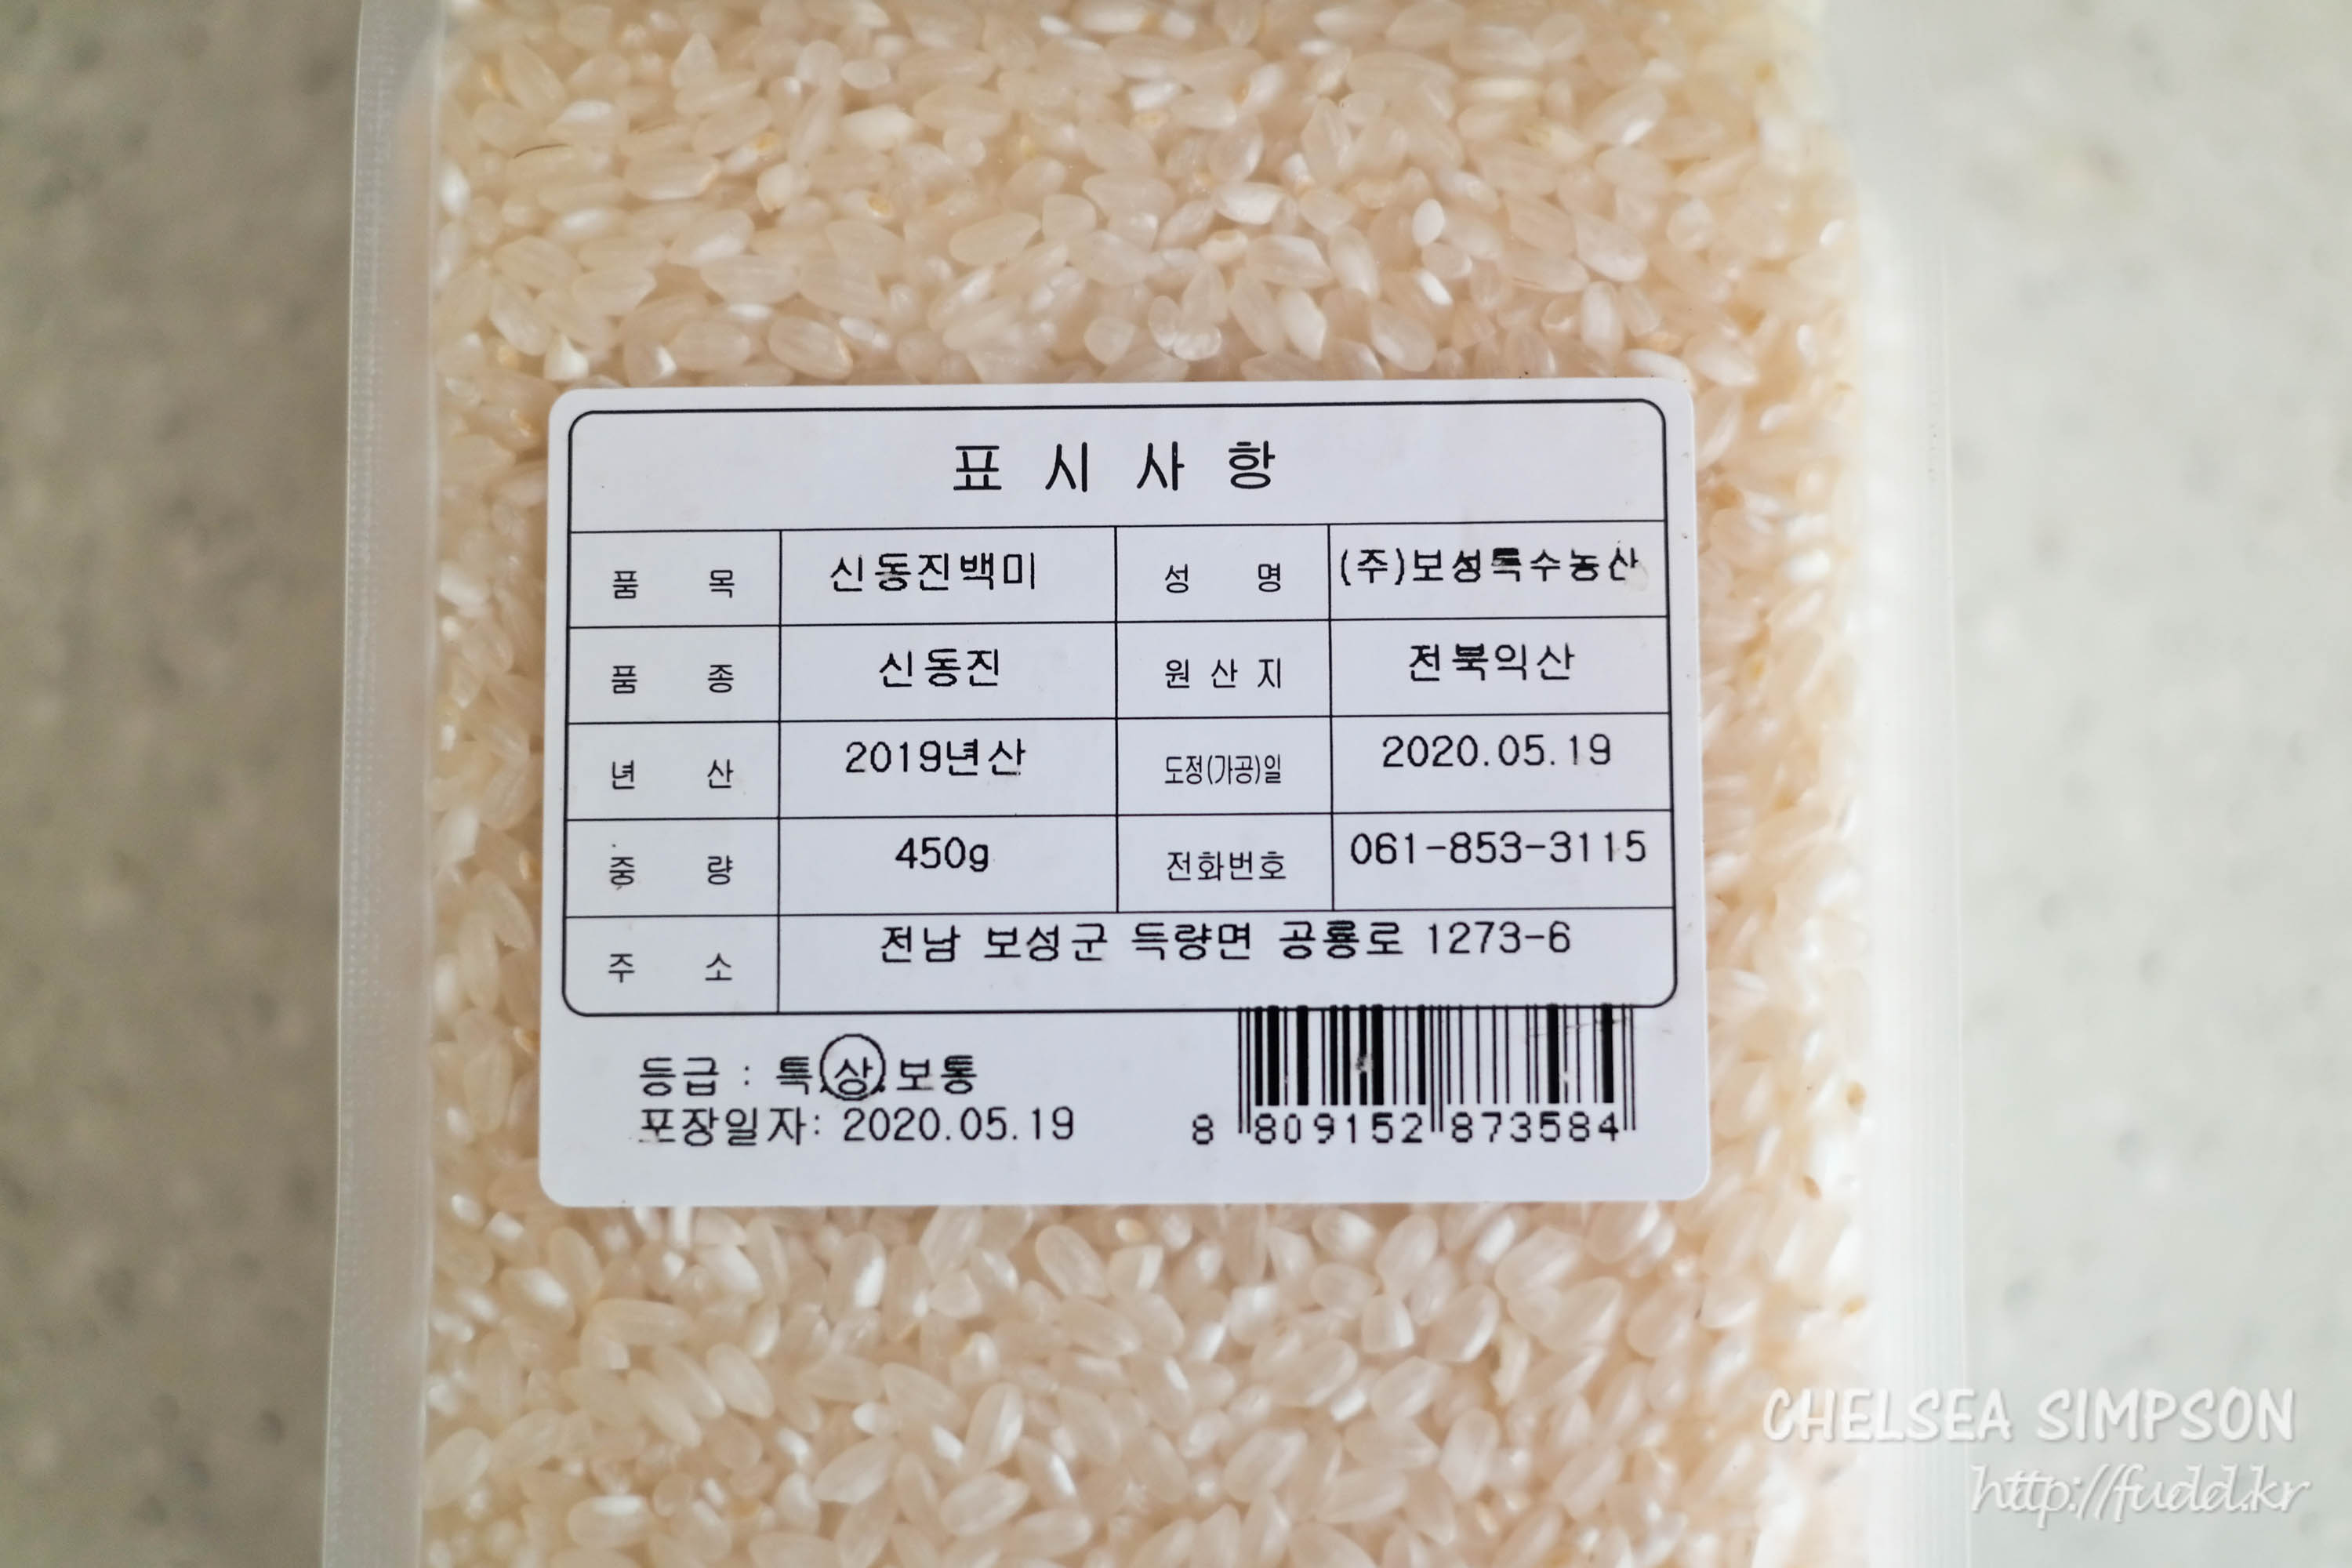 표시사항
품목 신동진백미 성명 (주)보성특수농산
품종 신동진 원산지 전북익산
년산 2019년산 도정(가공)일 2020.05.19
중량 450g 전화번호 061-853-3115
주소 전남 보성군 득량면 공룡로 1273-6
등급 : 특.상.보통
포장일자: 2020.05.19
8 809152 873584
CHELSEA SIMPSON
http://fudd.kr